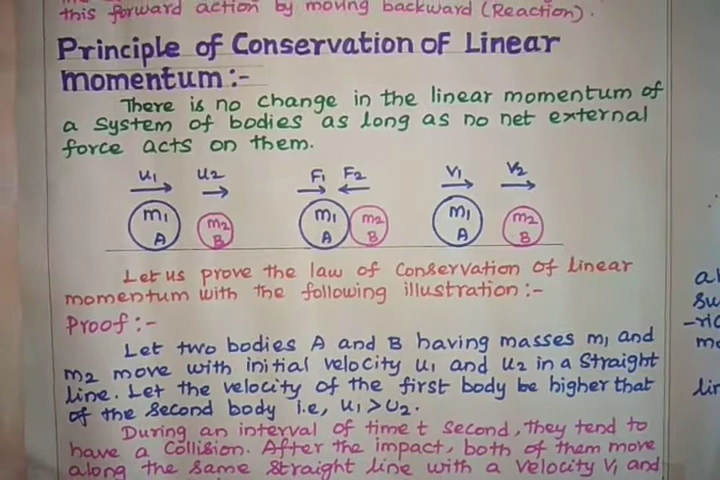 this forward action by moving backward (Reaction).
Principle of Conservation of Linear
momentum:-
There is no change in the linear momentum of
a system of bodies as long as no net external
force acts on them.
u1 u2 F1 F2 V1 V2
m1 m2 m1 m2 m1 m2
A B A B A B
Let us prove the law of conservation of linear
momentum with the following illustration:-
Proof:-
Let two bodies A and B having masses m1 and
m2 move with initial velocity u1 and u2 in a straight
line. Let the velocity of the first body be higher that
of the second body i.e, u1 > u2.
During an interval of time t second, they tend to
have a collision. After the impact, both of them move
along the same straight line with a velocity V1 and